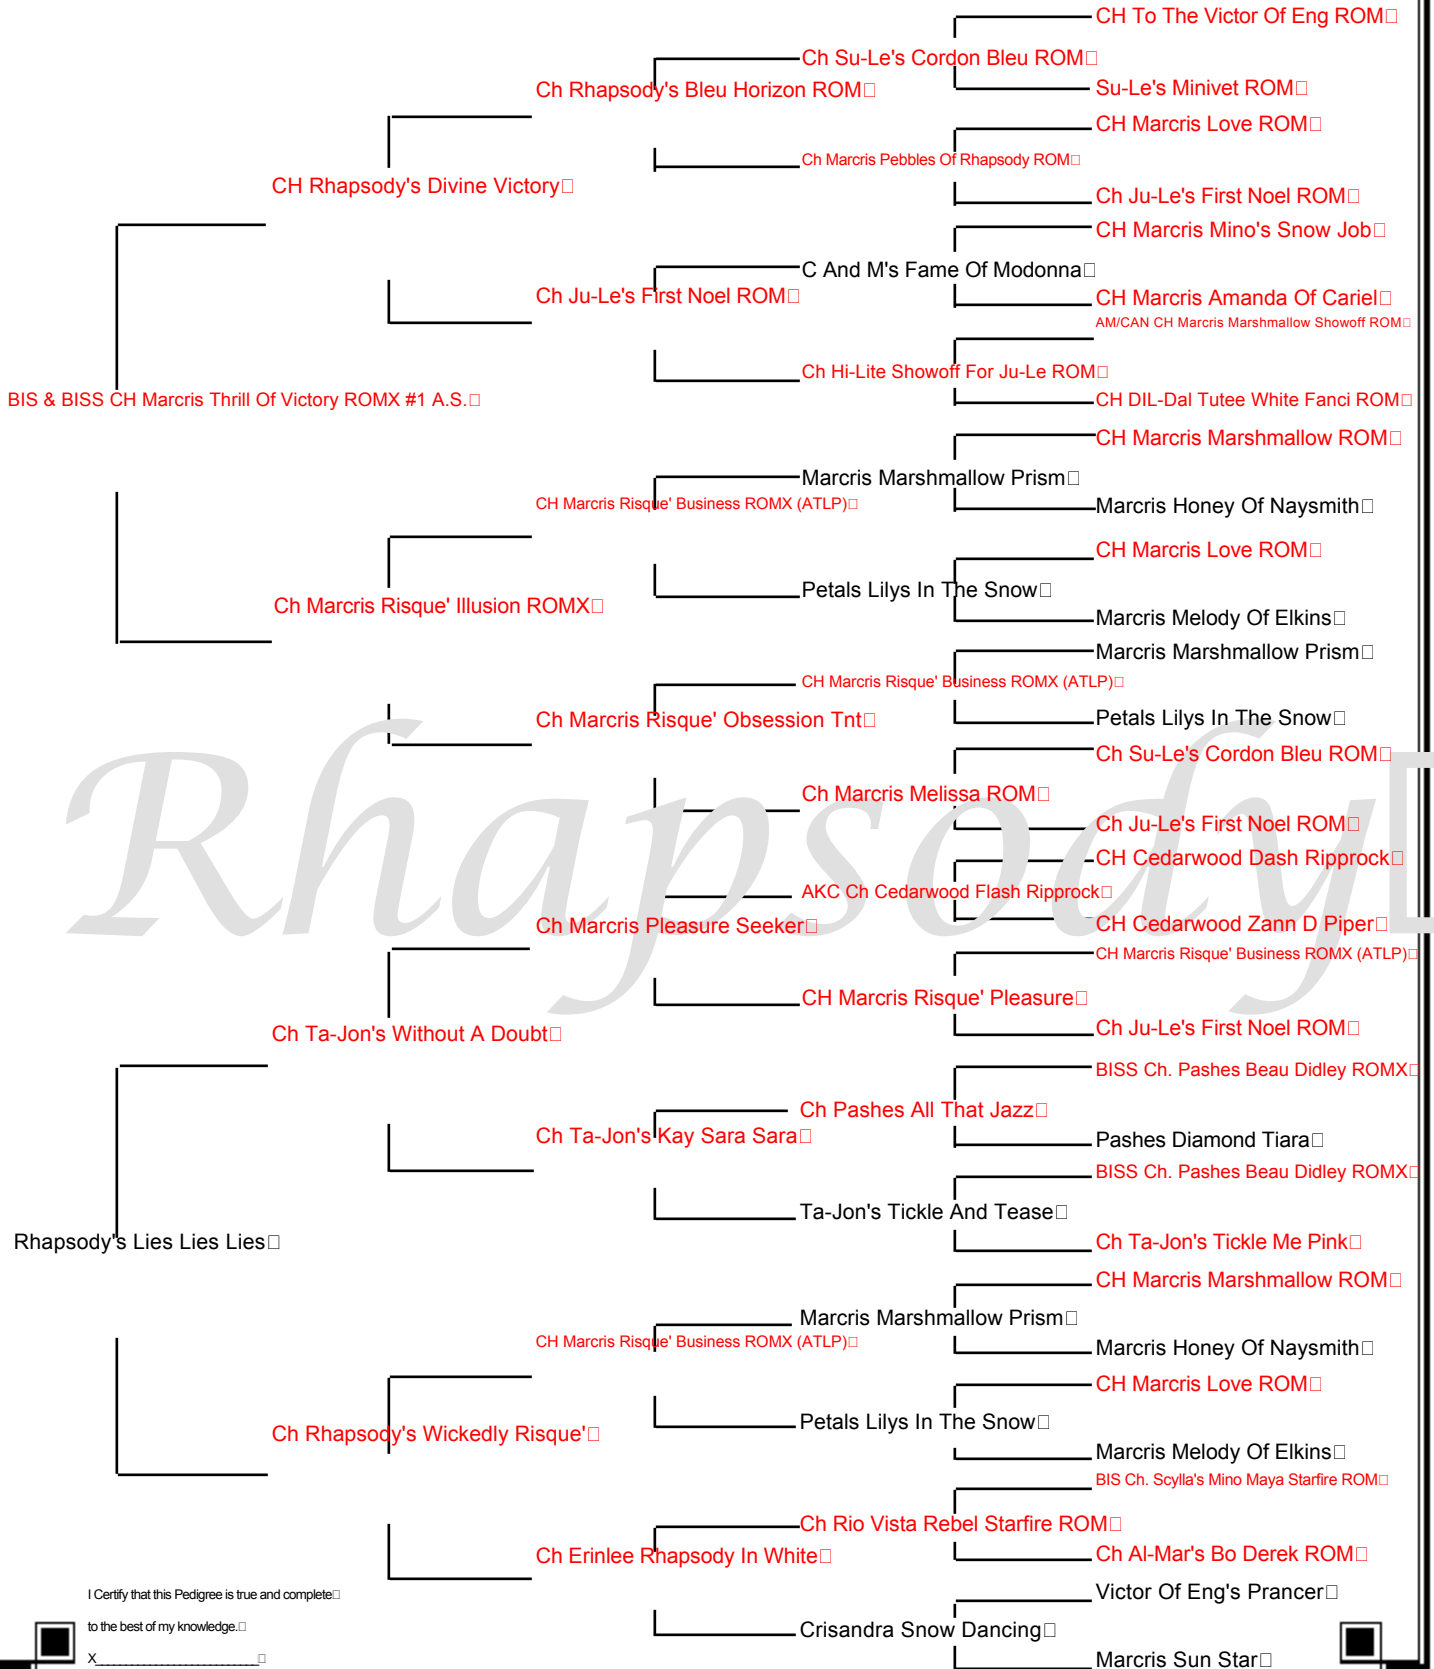 CH To The Victor Of Eng ROM
Ch Su-Le's Cordon Bleu ROM
Ch Rhapsody's Bleu Horizon ROM
Su-Le's Minivet ROM
CH Marcris Love ROM
Ch Marcris Pebbles Of Rhapsody ROM
CH Rhapsody's Divine Victory
Ch Ju-Le's First Noel ROM
CH Marcris Mino's Snow Job
C And M's Fame Of Modonna
Ch Ju-Le's First Noel ROM
CH Marcris Amanda Of Cariel
AM/CAN CH Marcris Marshmallow Showoff ROM
Ch Hi-Lite Showoff For Ju-Le ROM
BIS & BISS CH Marcris Thrill Of Victory ROMX #1 A.S.
CH DIL-Dal Tutee White Fanci ROM
CH Marcris Marshmallow ROM
Marcris Marshmallow Prism
CH Marcris Risque' Business ROMX (ATLP)
Marcris Honey Of Naysmith
CH Marcris Love ROM
Petals Lilys In The Snow
Ch Marcris Risque' Illusion ROMX
Marcris Melody Of Elkins
Marcris Marshmallow Prism
CH Marcris Risque' Business ROMX (ATLP)
Ch Marcris Risque' Obsession Tnt
Petals Lilys In The Snow
Ch Su-Le's Cordon Bleu ROM
Ch Marcris Melissa ROM
Ch Ju-Le's First Noel ROM
Rhapsody
CH Cedarwood Dash Ripprock
AKC Ch Cedarwood Flash Ripprock
Ch Marcris Pleasure Seeker
CH Cedarwood Zann D Piper
CH Marcris Risque' Business ROMX (ATLP)
CH Marcris Risque' Pleasure
Ch Ta-Jon's Without A Doubt
Ch Ju-Le's First Noel ROM
BISS Ch. Pashes Beau Didley ROMX
Ch Pashes All That Jazz
Ch Ta-Jon's Kay Sara Sara
Pashes Diamond Tiara
BISS Ch. Pashes Beau Didley ROMX
Ta-Jon's Tickle And Tease
Rhapsody's Lies Lies Lies
Ch Ta-Jon's Tickle Me Pink
CH Marcris Marshmallow ROM
Marcris Marshmallow Prism
CH Marcris Risque' Business ROMX (ATLP)
Marcris Honey Of Naysmith
CH Marcris Love ROM
Petals Lilys In The Snow
Ch Rhapsody's Wickedly Risque'
Marcris Melody Of Elkins
BIS Ch. Scylla's Mino Maya Starfire ROM
Ch Rio Vista Rebel Starfire ROM
Ch Erinlee Rhapsody In White
Ch Al-Mar's Bo Derek ROM
Victor Of Eng's Prancer
Crisandra Snow Dancing
Marcris Sun Star
I Certify that this Pedigree is true and complete
to the best of my knowledge.
X___________________________